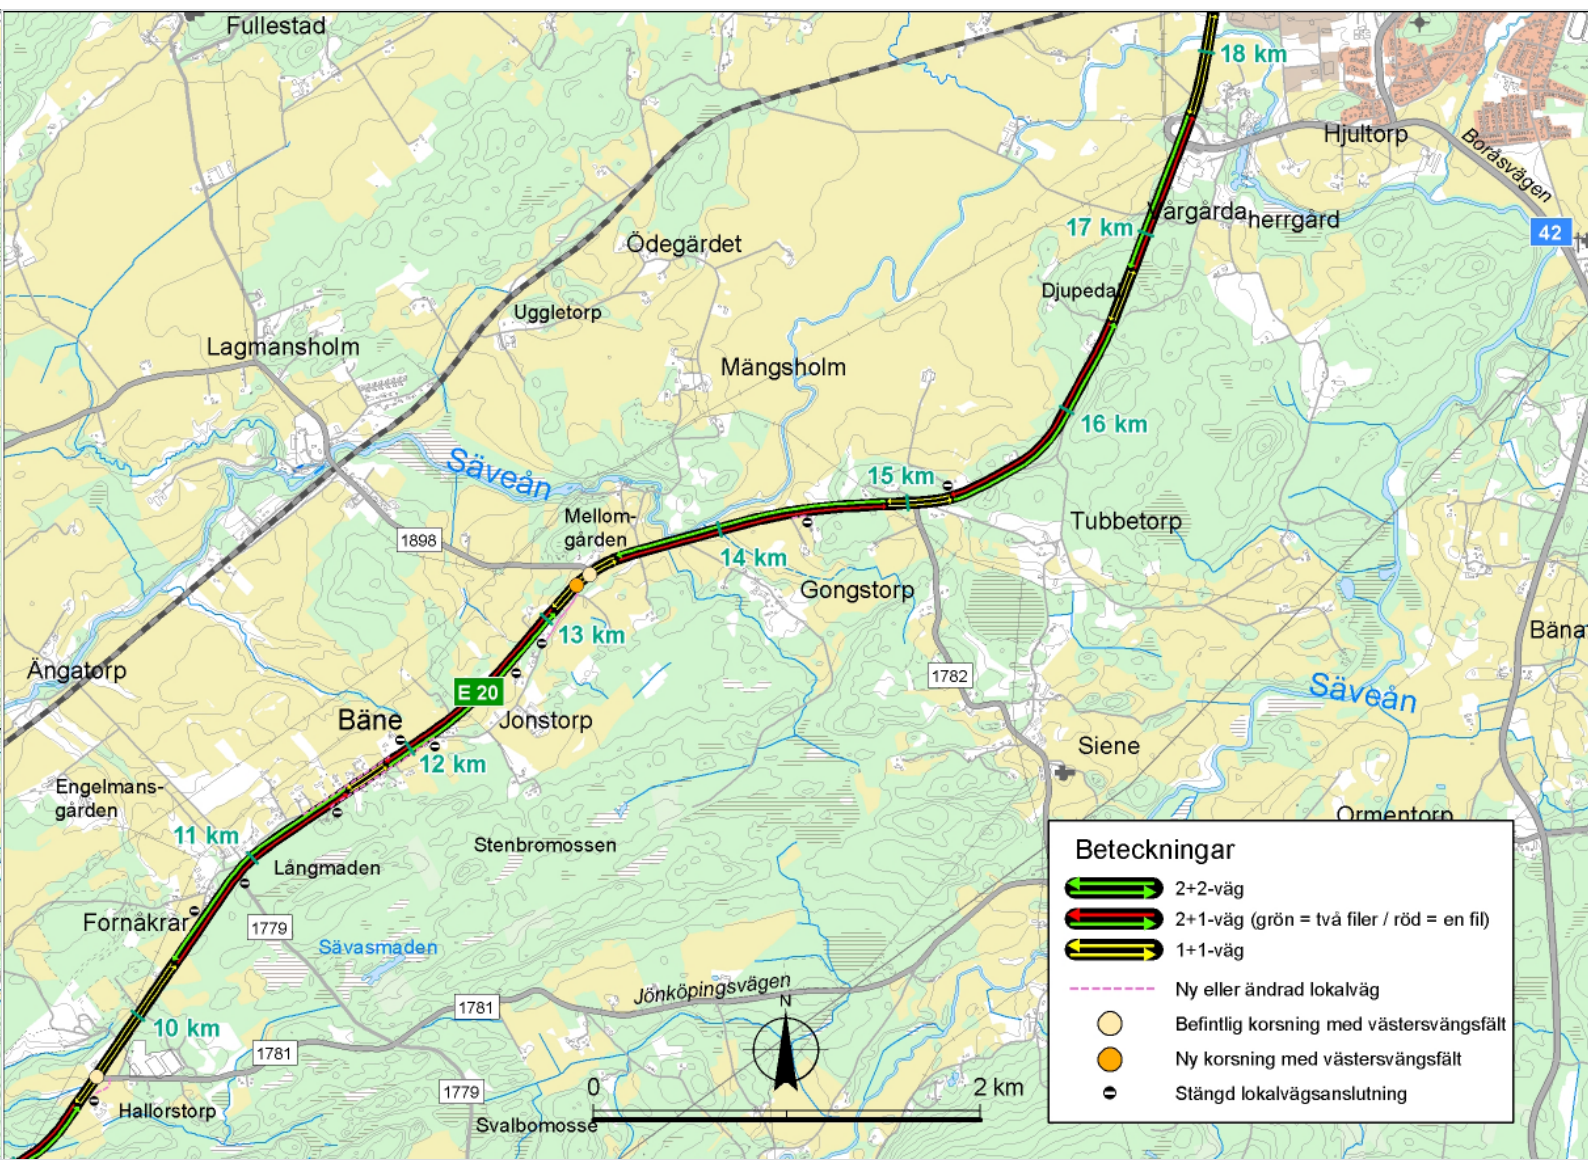 Fullestad
18 km
Hjultorp
Boråsvägen
Vårgårda herrgård
17 km
42
Ödegärdet
Djupedal
Uggletorp
Lagmansholm
Mängsholm
16 km
Säveån
15 km
Mellom-
gården
Tubbetorp
1898
14 km
Gongstorp
13 km
Bäna
Ängatorp
1782
E 20
Säveån
Bäne
Jonstorp
Siene
12 km
Engelmans-
gården
Ormentorp
11 km
Stenbromossen
Långmaden
Fornåkrar
1779
Sävasmaden
Jönköpingsvägen
1781
N
10 km
1781
0
2 km
1779
Hallorstorp
Svalbomosse
Beteckningar
2+2-väg
2+1-väg (grön = två filer / röd = en fil)
1+1-väg
Ny eller ändrad lokalväg
Befintlig korsning med västersvängsfält
Ny korsning med västersvängsfält
Stängd lokalvägsanslutning